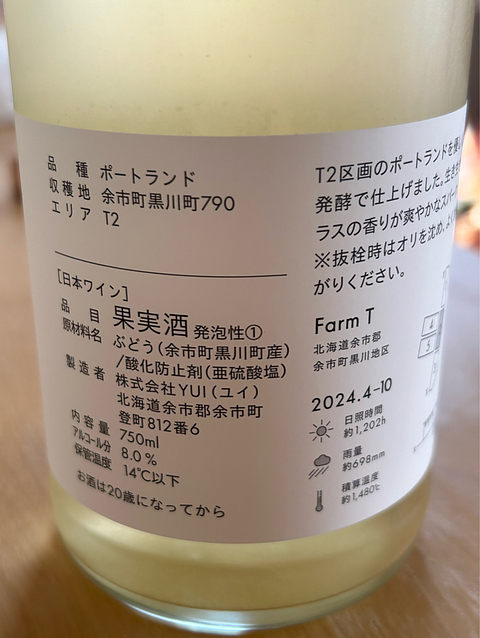 品種 ポートランド
収穫地 余市町黒川町790
エリア T2
[日本ワイン]
品目 果実酒 発泡性①
原材料名 ぶどう(余市町黒川町産)
/酸化防止剤(亜硫酸塩)
製造者 株式会社YUI(ユイ)
北海道余市郡余市町
登町812番6
内容量 750ml
アルコール分 8.0%
保管温度 14℃以下
お酒は20歳になってから
T2区画のポートランドを
発酵で仕上げました。生き
ラスの香りが爽やかなスパー
※抜栓時はオリを沈め、よく
がりください。
Farm T
北海道余市郡
余市町黒川地区
4
5
2024.4-10
日照時間
約1,202h
雨量
約698mm
積算温度
約1,480℃